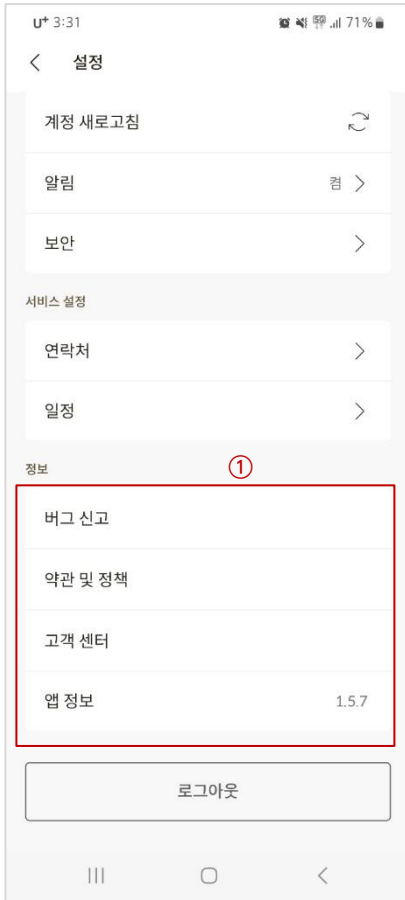 U+ 3:31 5G 71%
설정
계정 새로고침
알림 켬
보안
서비스 설정
연락처
일정
정보 ①
버그 신고
약관 및 정책
고객 센터
앱 정보 1.5.7
로그아웃